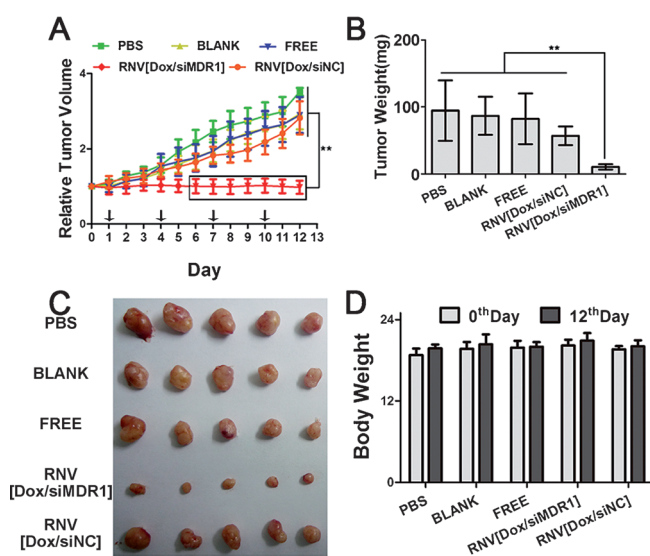 A
PBS BLANK FREE
RNV[Dox/siMDR1] RNV[Dox/siNC]
Relative Tumor Volume
4
2
0
**
0 1 2 3 4 5 6 7 8 9 10 11 12 13
Day
B
Tumor Weight(mg)
200
100
0
**
PBS
BLANK
FREE
RNV[Dox/siNC]
RNV[Dox/siMDR1]
C
PBS
BLANK
FREE
RNV
[Dox/siMDR1]
RNV
[Dox/siNC]
D
0thDay 12thDay
Body Weight
24
12
0
PBS
BLANK
FREE
RNV[Dox/siMDR1]
RNV[Dox/siNC]